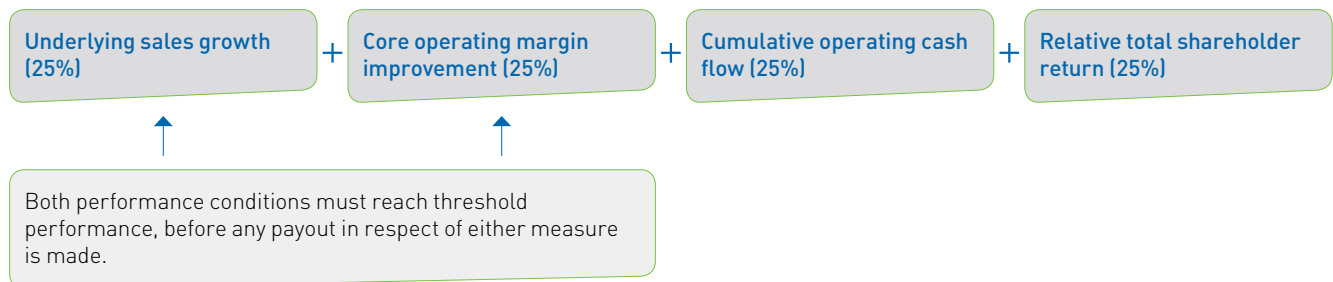 Underlying sales growth
(25%)
+
Core operating margin
improvement (25%)
+
Cumulative operating cash
flow (25%)
+
Relative total shareholder
return (25%)
Both performance conditions must reach threshold
performance, before any payout in respect of either measure
is made.